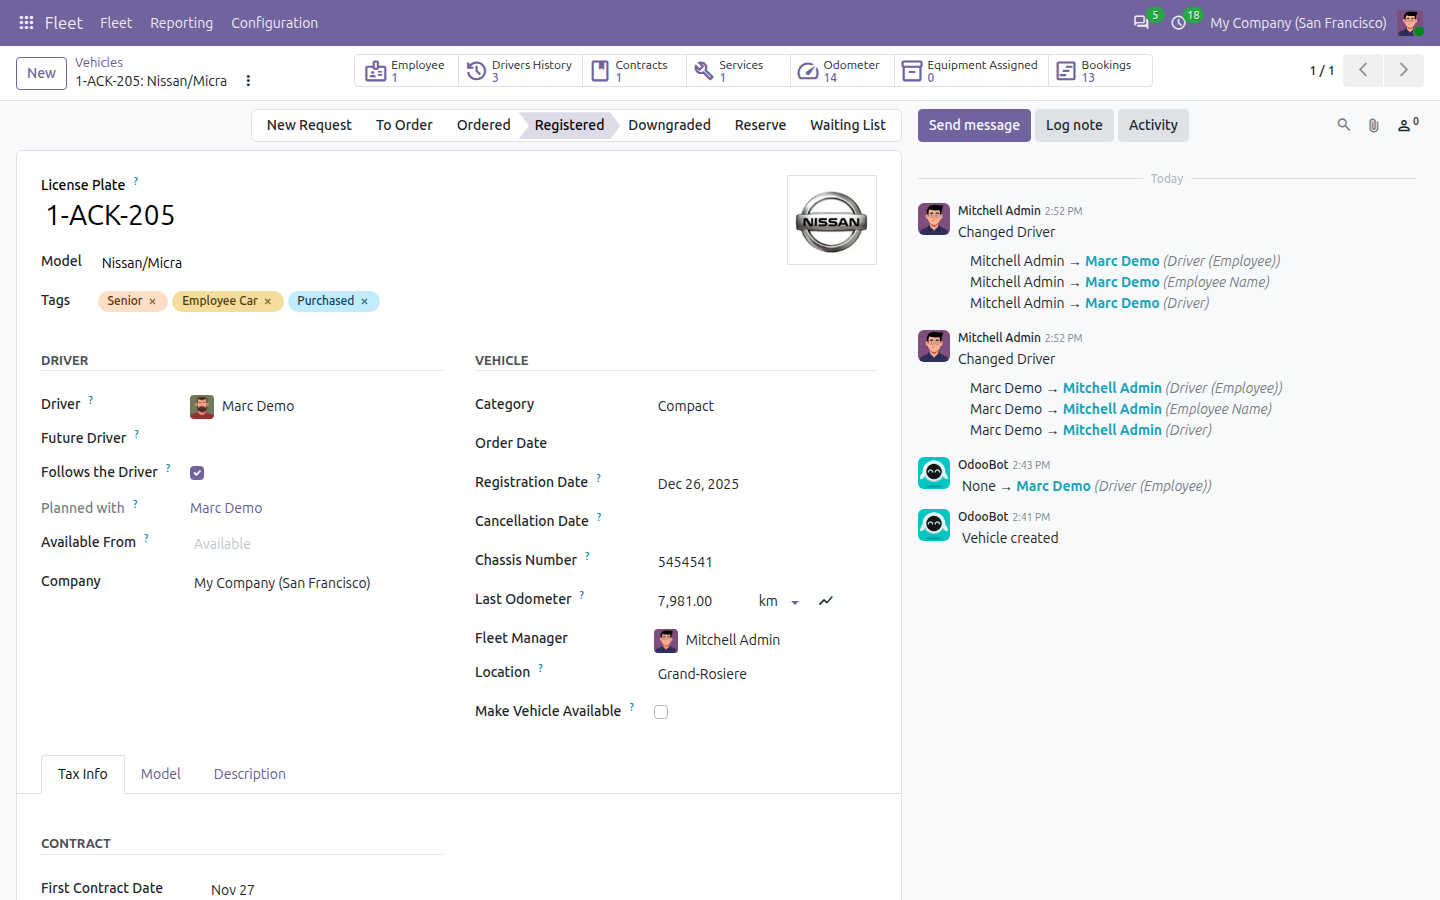 Fleet
Fleet
Reporting
Configuration
5
18
My Company (San Francisco)
New
Vehicles
1-ACK-205: Nissan/Micra
Employee
1
Drivers History
3
Contracts
1
Services
1
Odometer
14
Equipment Assigned
0
Bookings
13
1 / 1
New Request
To Order
Ordered
Registered
Downgraded
Reserve
Waiting List
Send message
Log note
Activity
0
License Plate ?
1-ACK-205
NISSAN
Model
Nissan/Micra
Tags
Senior ×
Employee Car ×
Purchased ×
DRIVER
Driver ?
Marc Demo
Future Driver ?
Follows the Driver ?
Planned with ?
Marc Demo
Available From ?
Available
Company
My Company (San Francisco)
VEHICLE
Category
Compact
Order Date
Registration Date ?
Dec 26, 2025
Cancellation Date ?
Chassis Number ?
5454541
Last Odometer ?
7,981.00
km
Fleet Manager
Mitchell Admin
Location ?
Grand-Rosiere
Make Vehicle Available ?
Tax Info
Model
Description
CONTRACT
First Contract Date
Nov 27
Today
Mitchell Admin 2:52 PM
Changed Driver
Mitchell Admin → Marc Demo (Driver (Employee))
Mitchell Admin → Marc Demo (Employee Name)
Mitchell Admin → Marc Demo (Driver)
Mitchell Admin 2:52 PM
Changed Driver
Marc Demo → Mitchell Admin (Driver (Employee))
Marc Demo → Mitchell Admin (Employee Name)
Marc Demo → Mitchell Admin (Driver)
OdooBot 2:43 PM
None → Marc Demo (Driver (Employee))
OdooBot 2:41 PM
Vehicle created